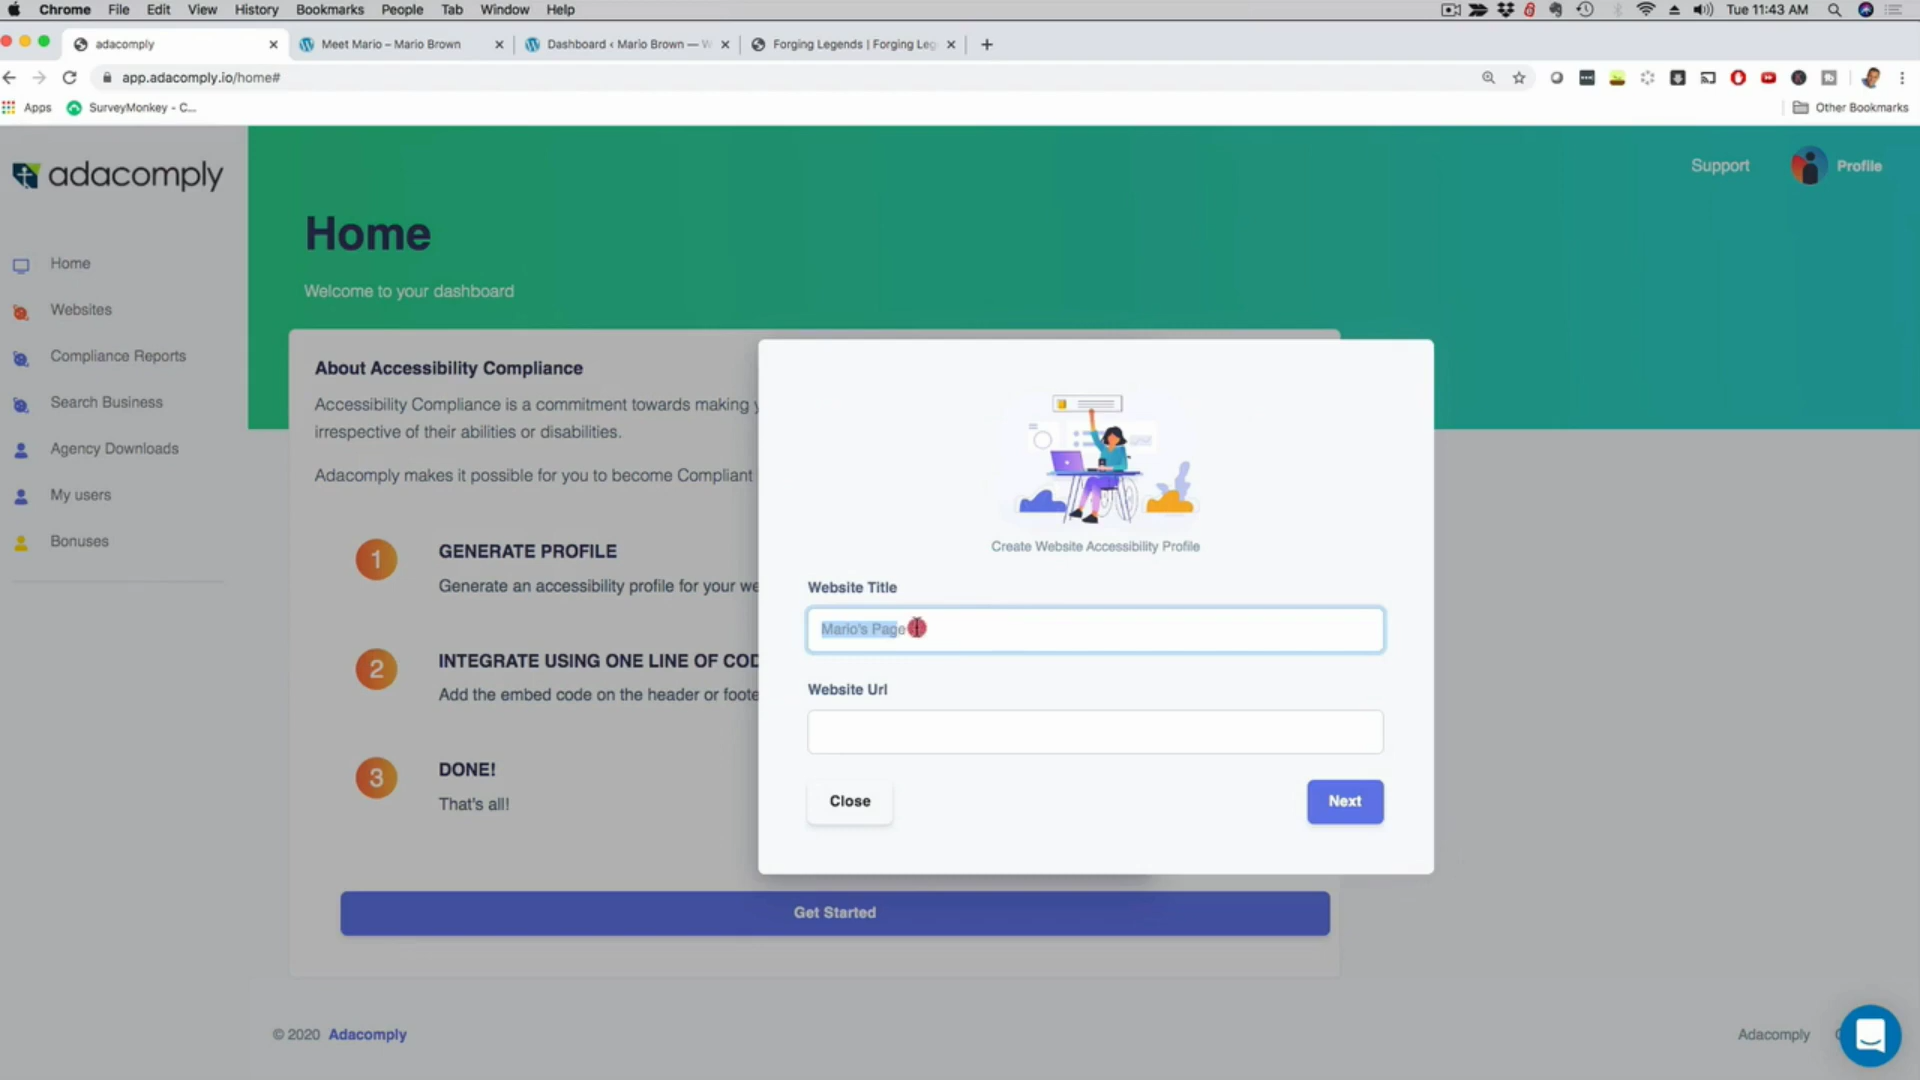 Chrome File Edit View History Bookmarks People Tab Window Help Tue 11:43 AM
adacomply Meet Mario – Mario Brown Dashboard ‹ Mario Brown — W Forging Legends | Forging Leg
app.adacomply.io/home#
Apps SurveyMonkey - C... Other Bookmarks
adacomply
Support Profile
Home
Welcome to your dashboard
Home
Websites
Compliance Reports
Search Business
Agency Downloads
My users
Bonuses
About Accessibility Compliance
Accessibility Compliance is a commitment towards making
irrespective of their abilities or disabilities.
Adacomply makes it possible for you to become Compliant
1 GENERATE PROFILE
Generate an accessibility profile for your we
2 INTEGRATE USING ONE LINE OF COD
Add the embed code on the header or foote
3 DONE!
That's all!
Create Website Accessibility Profile
Website Title
Mario's Page
Website Url
Close Next
Get Started
© 2020 Adacomply
Adacomply